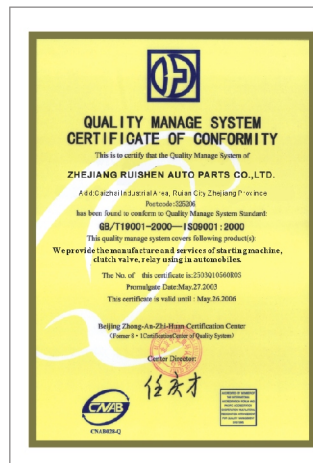 QUALITY MANAGE SYSTEM
CERTIFICATE OF CONFORMITY
This is to certify that the Quality Manage System of
ZHEJIANG RUISHEN AUTO PARTS CO.,LTD.
Add:Caizhai Industrial Area, Ruian City Zhejiang Province
Postcode:325206
has been found to conform to Quality Manage System Standard:
GB/T19001-2000—ISO9001:2000
This quality manage system covers following product(s):
We provide the manufacture and services of starting machine,
clutch valve, relay using in automobiles.
The No. of this certificate is:2503Q10560R0S
Promulgate Date:May.27.2003
This certificate is valid until : May.26.2006
Beijing Zhong-An-Zhi-Huan Certification Center
Center Director:
任庆才
CNAB
CNAB028-Q